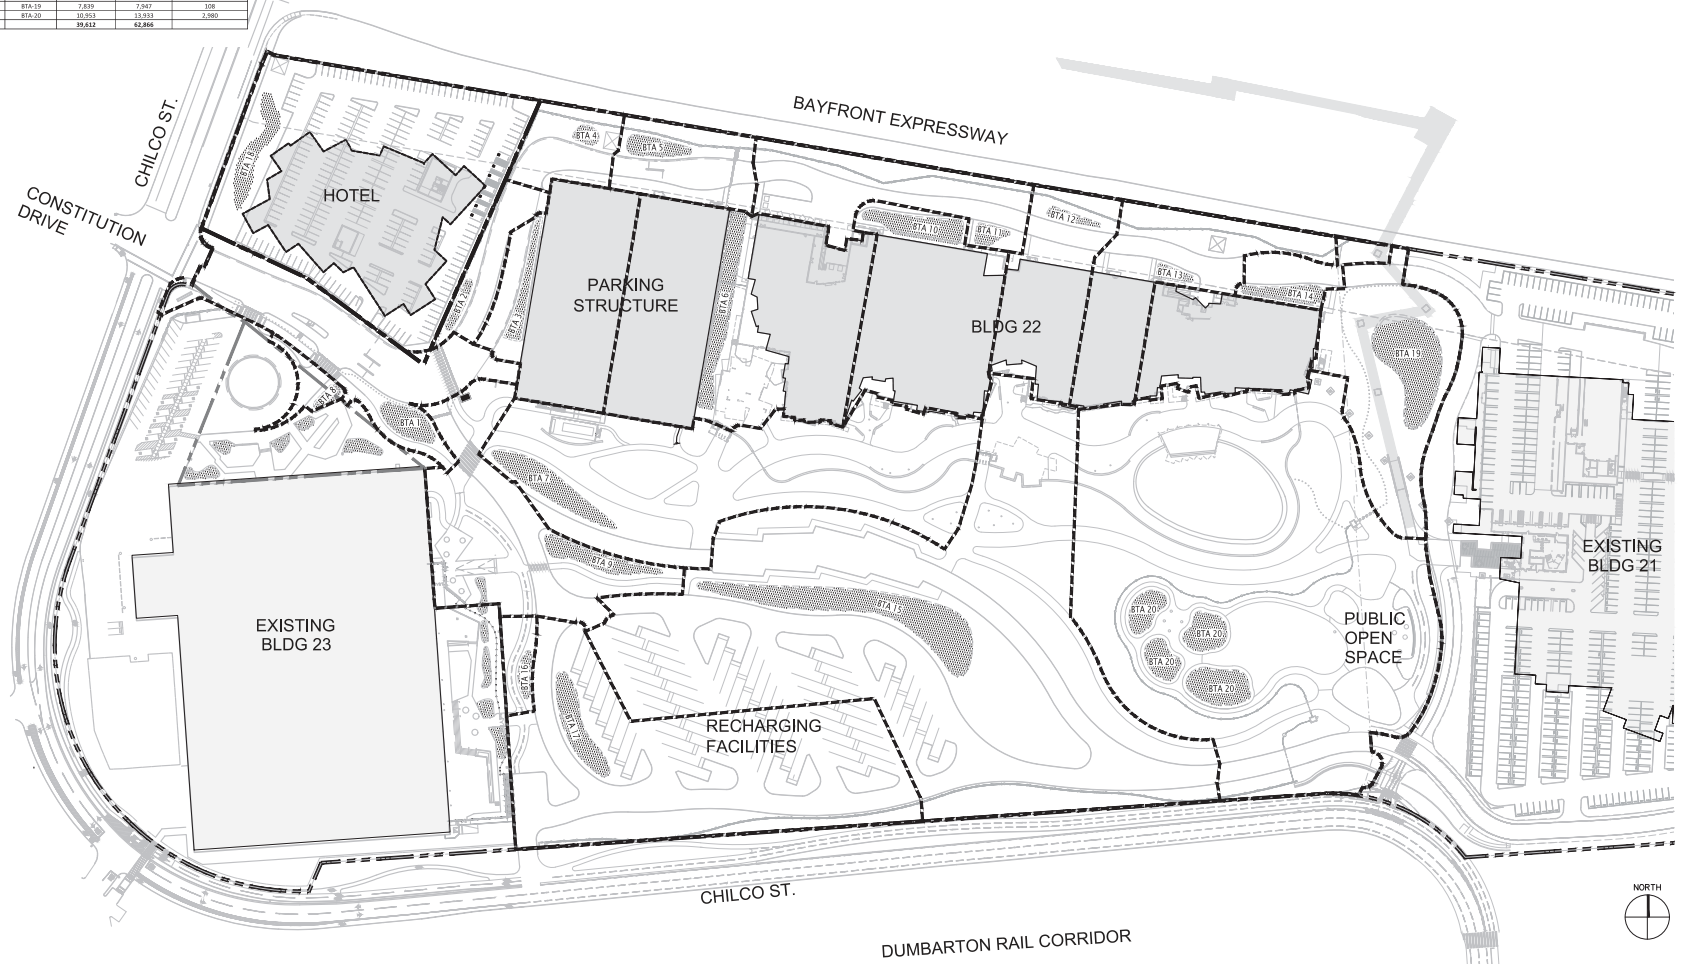 BTA-19 7,839 7,947 108
BTA-20 10,953 13,933 2,980
39,612 62,866
CHILCO ST.
BAYFRONT EXPRESSWAY
CONSTITUTION
DRIVE
HOTEL
BTA 18
BTA 4
BTA 5
BTA 2
BTA 3
PARKING
STRUCTURE
BTA 6
BTA 10
BTA 11
BTA 12
BTA 13
BTA 14
BLDG 22
BTA 19
BTA 8
BTA 1
BTA 7
BTA 9
BTA 15
EXISTING
BLDG 21
EXISTING
BLDG 23
BTA 20
BTA 20
BTA 20
BTA 20
PUBLIC
OPEN
SPACE
BTA 16
BTA 17
RECHARGING
FACILITIES
CHILCO ST.
DUMBARTON RAIL CORRIDOR
NORTH